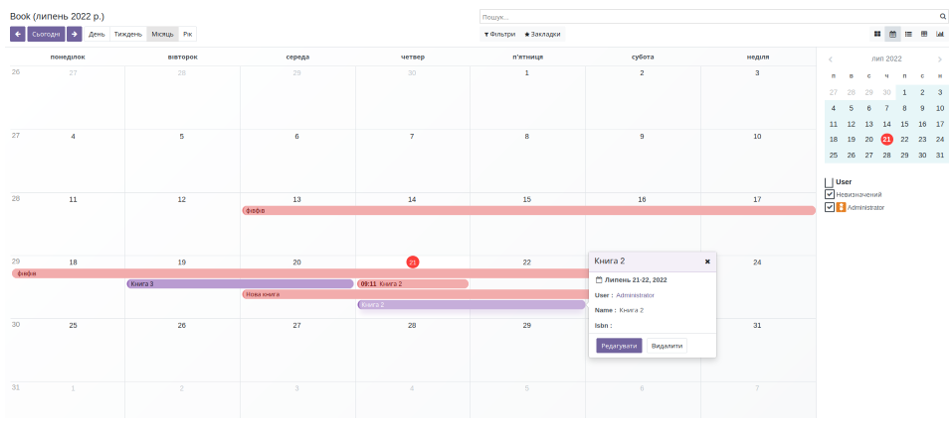 Book (липень 2022 р.)
Пошук...
Сьогодні День Тиждень Місяць Рік
Фільтри Закладки
понеділок вівторок середа четвер п'ятниця субота неділя
26 27 28 29 30 1 2 3
27 4 5 6 7 8 9 10
28 11 12 13 14 15 16 17
фіафіа
29 18 19 20 21 22 24
фіафіа
Книга 3 09:11 Книга 2
Нова книга
Книга 2
30 25 26 27 28 29 31
31 1 2 3 4 5 6 7
Книга 2
Липень 21-22, 2022
User : Administrator
Name : Книга 2
Isbn :
Редагувати Видалити
лип 2022
п в с ч п с н
27 28 29 30 1 2 3
4 5 6 7 8 9 10
11 12 13 14 15 16 17
18 19 20 21 22 23 24
25 26 27 28 29 30 31
User
Невизначений
Administrator